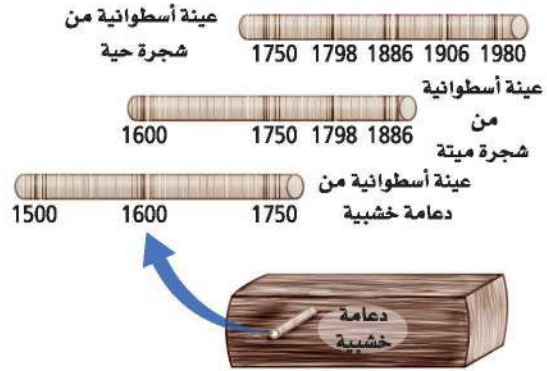 عينة أسطوانية من
شجرة حية
1750 1798 1886 1906 1980
عينة أسطوانية
من
شجرة ميتة
1600 1750 1798 1886
عينة أسطوانية من
دعامة خشبية
1500 1600 1750
دعامة
خشبية